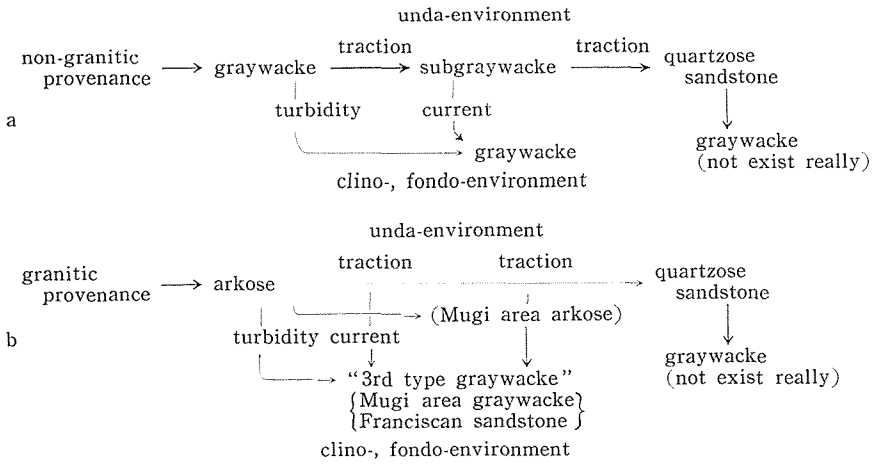 unda-environment
traction traction
non-granitic
provenance
graywacke subgraywacke quartzose
sandstone
turbidity current
a
graywacke
graywacke
(not exist really)
clino-, fondo-environment
unda-environment
granitic
provenance
traction traction
arkose
quartzose
sandstone
(Mugi area arkose)
b
turbidity current
graywacke
(not exist really)
“3rd type graywacke”
{Mugi area graywacke}
{Franciscan sandstone}
clino-, fondo-environment